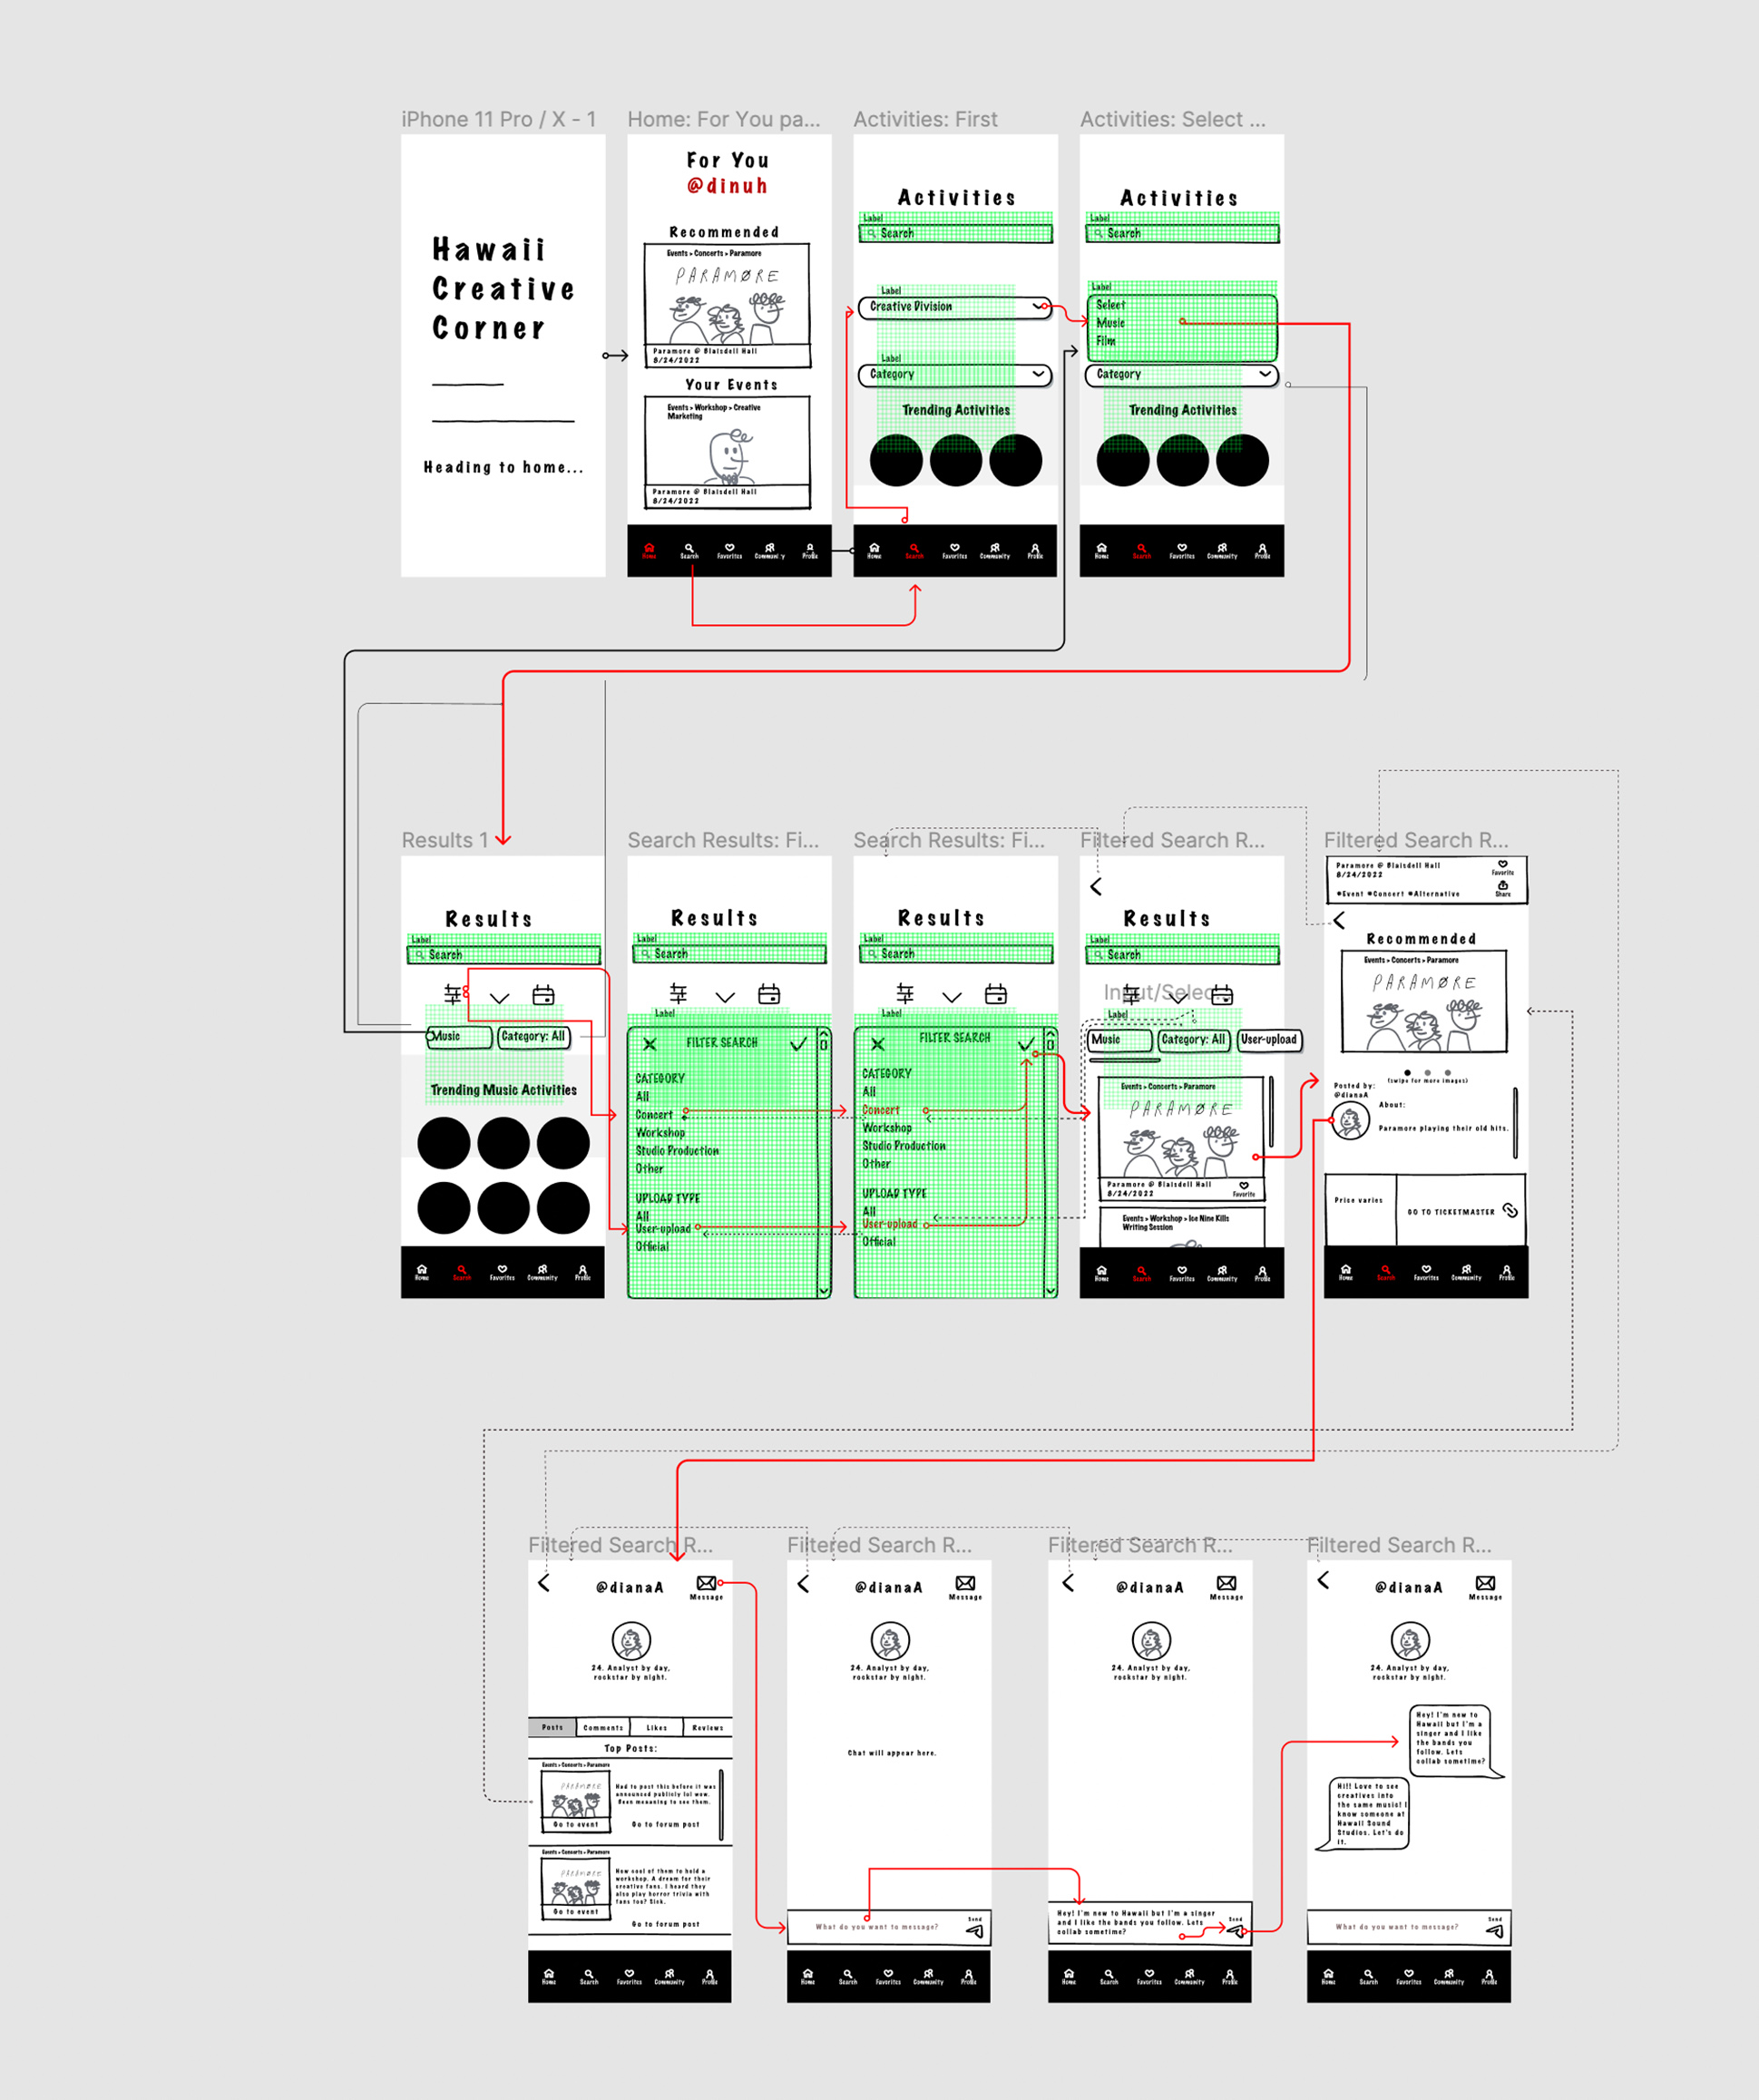 iPhone 11 Pro / X - 1
Hawaii
Creative
Corner
Heading to home...
Home: For You pa...
For You
@dinuh
Recommended
Events > Concerts > Paramore
PARAMØRE
Paramore @ Blaisdell Hall
8/24/2022
Your Events
Events > Workshop > Creative
Marketing
Paramore @ Blaisdell Hall
8/24/2022
Home Search Favorites Community Profile
Activities: First
Activities
Label
Search
Label
Creative Division
Label
Category
Trending Activities
Home Search Favorites Community Profile
Activities: Select ...
Activities
Label
Search
Label
Select
Music
Film
Category
Trending Activities
Home Search Favorites Community Profile
Results 1
Results
Label
Search
Music Category: All
Trending Music Activities
Home Search Favorites Community Profile
Search Results: Fi...
Results
Label
Search
Label
FILTER SEARCH
CATEGORY
All
Concert
Workshop
Studio Production
Other
UPLOAD TYPE
All
User-upload
Official
Search Results: Fi...
Results
Label
Search
FILTER SEARCH
CATEGORY
All
Concert
Workshop
Studio Production
Other
UPLOAD TYPE
All
User-upload
Official
Filtered Search R...
Results
Label
Search
Input/Selec...
Label
Music Category: All User-upload
Events > Concerts > Paramore
PARAMØRE
Paramore @ Blaisdell Hall
8/24/2022
Favorite
Events > Workshop > Ice Nine Kills
Writing Session
Home Search Favorites Community Profile
Filtered Search R...
Paramore @ Blaisdell Hall
8/24/2022
#Event #Concert #Alternative
Favorite
Share
Recommended
Events > Concerts > Paramore
PARAMØRE
(swipe for more images)
Posted by:
@dianaA
About:
Paramore playing their old hits.
Price varies
GO TO TICKETMASTER
Home Search Favorites Community Profile
Filtered Search R...
@dianaA
Message
24. Analyst by day,
rockstar by night.
Posts Comments Likes Reviews
Top Posts:
Events > Concerts > Paramore
PARAMØRE
Had to post this before it was
announced publicly lol wow.
Been meaning to see them.
Go to event
Go to forum post
Events > Concerts > Paramore
PARAMØRE
How cool of them to hold a
workshop. A dream for their
creative fans. I heard they
also play horror trivia with
fans too? Sick.
Go to event
Go to forum post
Home Search Favorites Community Profile
Filtered Search R...
@dianaA
Message
24. Analyst by day,
rockstar by night.
Chat will appear here.
What do you want to message?
Send
Home Search Favorites Community Profile
Filtered Search R...
@dianaA
Message
24. Analyst by day,
rockstar by night.
Hey! I'm new to Hawaii but I'm a singer
and I like the bands you follow. Lets
collab sometime?
Send
Home Search Favorites Community Profile
Filtered Search R...
@dianaA
Message
24. Analyst by day,
rockstar by night.
Hey! I'm new to
Hawaii but I'm a
singer and I like
the bands you
follow. Lets
collab sometime?
Hi!! Love to see
creatives into
the same music! I
know someone at
Hawaii Sound
Studios. Let's do
it.
What do you want to message?
Send
Home Search Favorites Community Profile